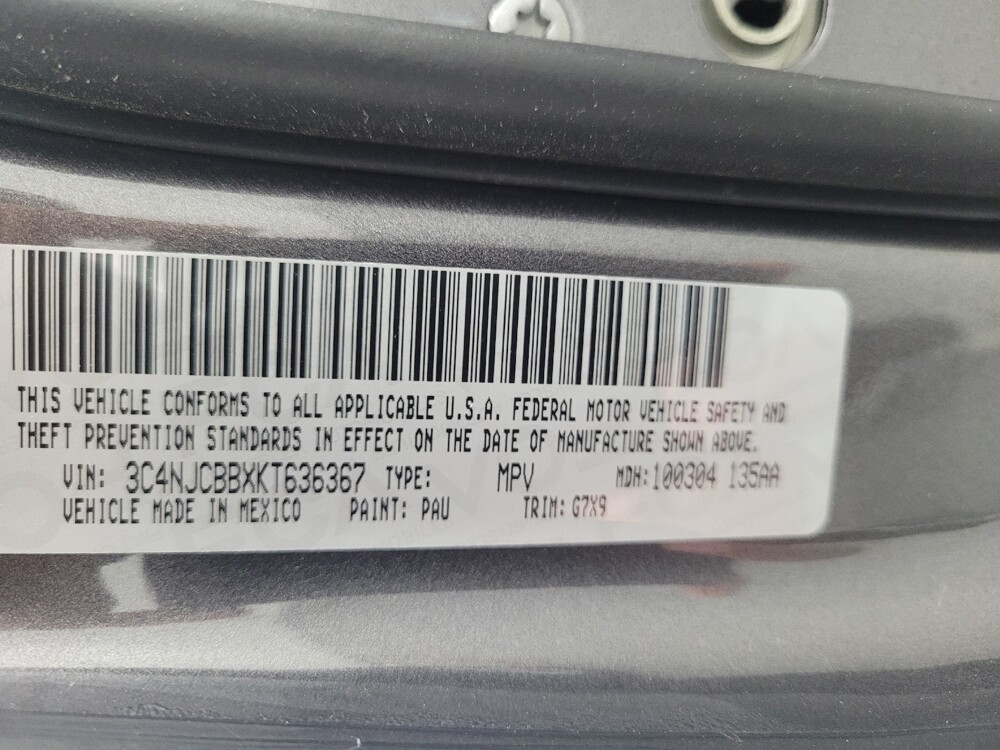 THIS VEHICLE CONFORMS TO ALL APPLICABLE U.S.A. FEDERAL MOTOR VEHICLE SAFETY AND
THEFT PREVENTION STANDARDS IN EFFECT ON THE DATE OF MANUFACTURE SHOWN ABOVE.
VIN: 3C4NJCBBXKT636367 TYPE: MPV MDH:100304 135AA
VEHICLE MADE IN MEXICO PAINT: PAU TRIM: G7X9